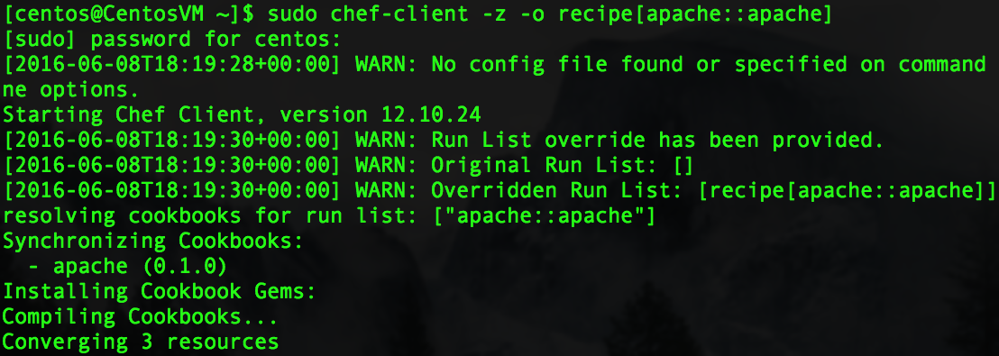 [centos@CentosVM ~]$ sudo chef-client -z -o recipe[apache::apache]
[sudo] password for centos:
[2016-06-08T18:19:28+00:00] WARN: No config file found or specified on command
ne options.
Starting Chef Client, version 12.10.24
[2016-06-08T18:19:30+00:00] WARN: Run List override has been provided.
[2016-06-08T18:19:30+00:00] WARN: Original Run List: []
[2016-06-08T18:19:30+00:00] WARN: Overridden Run List: [recipe[apache::apache]]
resolving cookbooks for run list: ["apache::apache"]
Synchronizing Cookbooks:
  - apache (0.1.0)
Installing Cookbook Gems:
Compiling Cookbooks...
Converging 3 resources